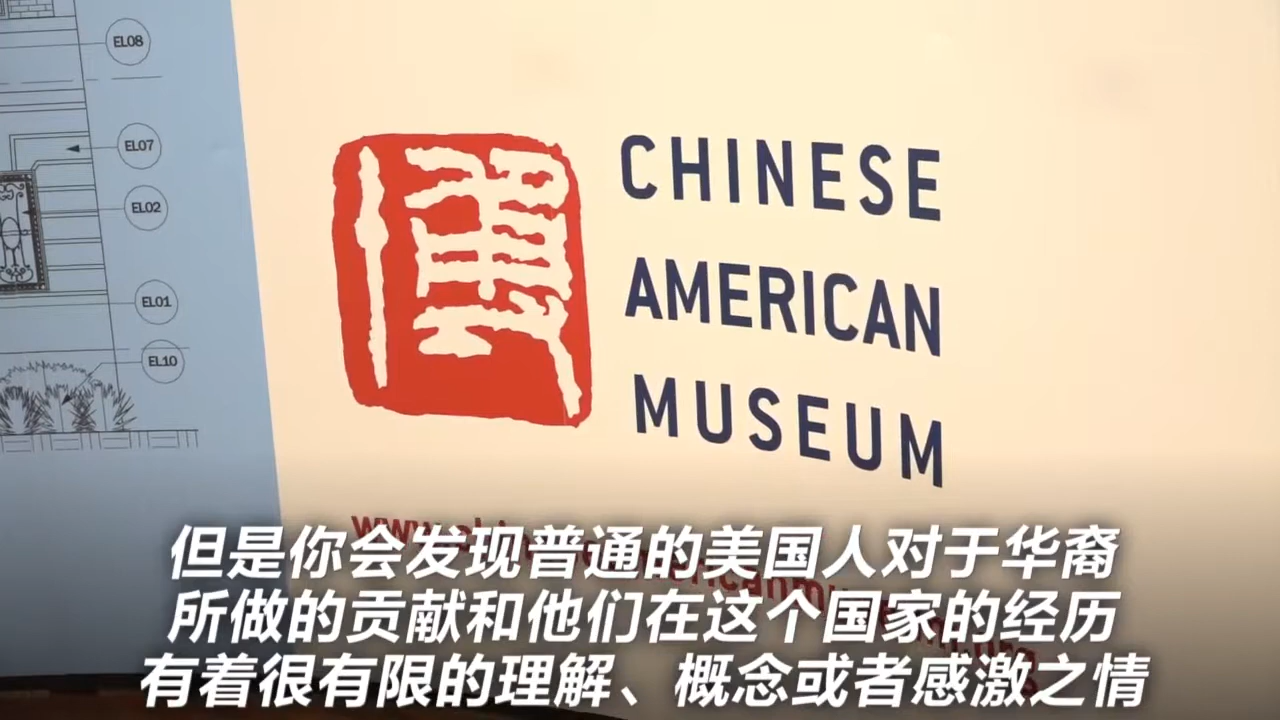 EL08
EL07
EL02
EL01
EL10
CHINESE
AMERICAN
MUSEUM
但是你会发现普通的美国人对于华裔
所做的贡献和他们在这个国家的经历
有着很有限的理解、概念或者感激之情